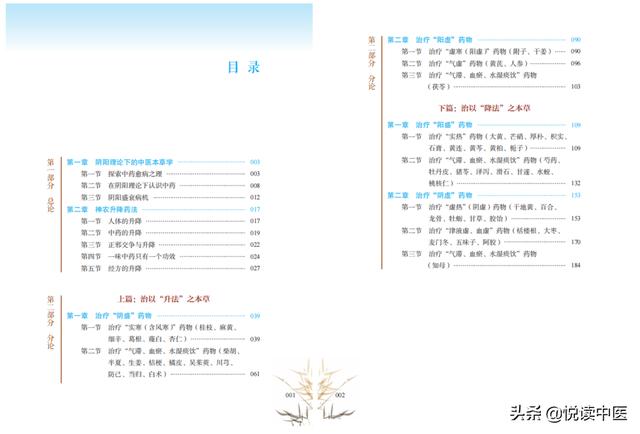 目 录
第一部分 总论
第一章 阴阳理论下的中医本草学 003
第一节 探索中药愈病之理 003
第二节 在阴阳理论下认识中药 008
第三节 阴阳盛衰病机 012
第二章 神农升降药法 017
第一节 人体的升降 017
第二节 中药的升降 019
第三节 正邪交争与升降 022
第四节 一味中药只有一个功效 024
第五节 经方的升降 027
第二部分 分论
上篇：治以“升法”之本草
第一章 治疗“阴盛”药物 039
第一节 治疗“实寒（含风寒）”药物（桂枝、麻黄、
细辛、葛根、薤白、杏仁） 039
第二节 治疗“气滞、血瘀、水湿痰饮”药物（柴胡、
半夏、生姜、桔梗、橘皮、吴茱萸、川芎、
防己、当归、白术） 061
001
第二部分 分论
第二章 治疗“阳虚”药物 090
第一节 治疗“虚寒（阳虚）”药物（附子、干姜） 090
第二节 治疗“气虚”药物（黄芪、人参） 096
第三节 治疗“气滞、血瘀、水湿痰饮”药物
（茯苓） 103
下篇：治以“降法”之本草
第一章 治疗“阳盛”药物 109
第一节 治疗“实热”药物（大黄、芒硝、厚朴、枳实、
石膏、黄连、黄芩、黄柏、栀子） 109
第二节 治疗“气滞、血瘀、水湿痰饮”药物（芍药、
牡丹皮、猪苓、泽泻、滑石、甘遂、水蛭、
桃核仁） 132
第二章 治疗“阴虚”药物 153
第一节 治疗“虚热”（阴虚）药物（干地黄、百合、
龙骨、牡蛎、甘草、胶饴） 153
第二节 治疗“津液虚、血虚”药物（栝楼根、大枣、
麦门冬、五味子、阿胶） 170
第三节 治疗“气滞、血瘀、水湿痰饮”药物
（知母） 184
002
头条 @悦读中医